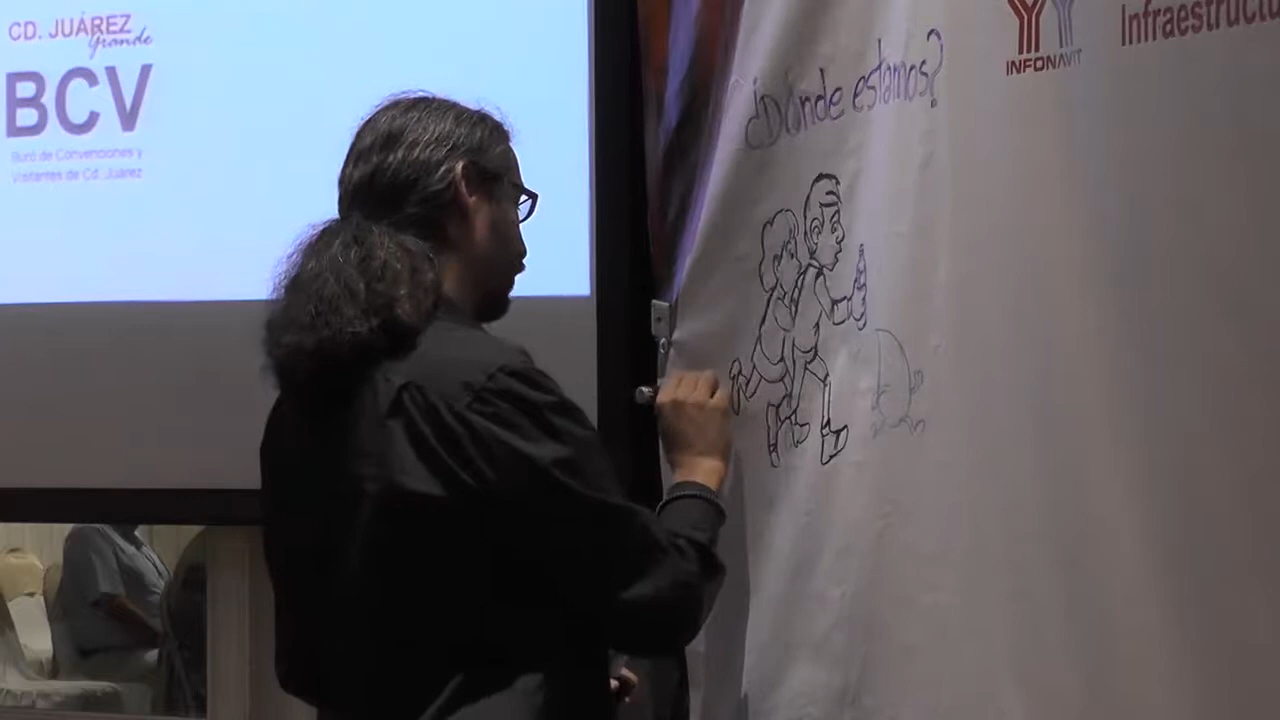 CD. JUÁREZ
Grande
BCV
Buró de Convenciones y
Visitantes de Cd. Juárez
¿Dónde estamos?
INFONAVIT
Infraestructu